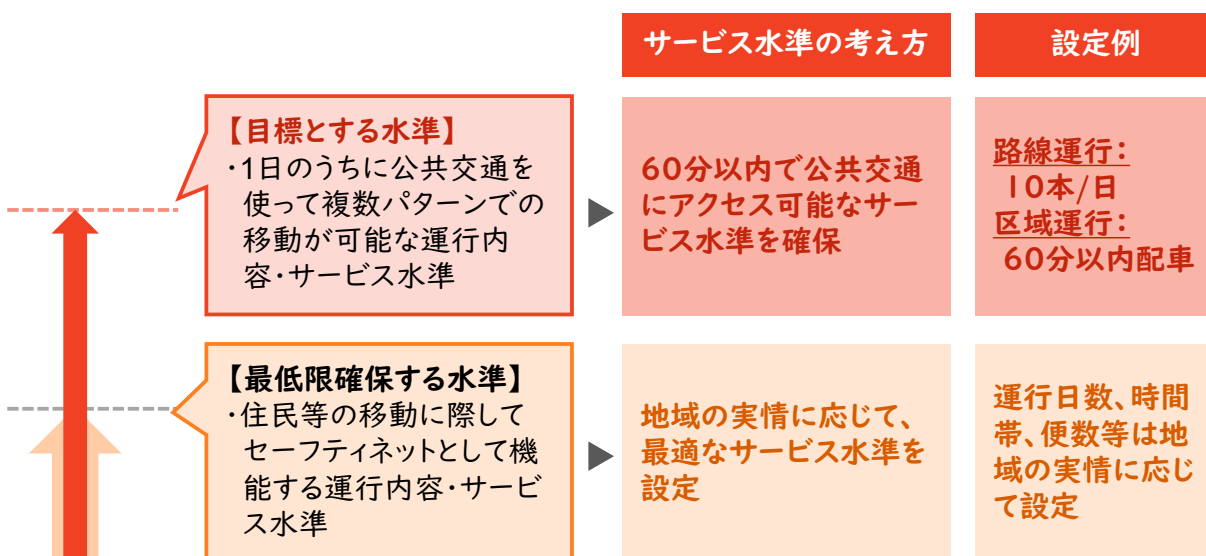 サービス水準の考え方
設定例
【目標とする水準】
・1日のうちに公共交通を
使って複数パターンでの
移動が可能な運行内
容・サービス水準
60分以内で公共交通
にアクセス可能なサー
ビス水準を確保
路線運行：
10本/日
区域運行：
60分以内配車
【最低限確保する水準】
・住民等の移動に際して
セーフティネットとして機
能する運行内容・サービ
ス水準
地域の実情に応じて、
最適なサービス水準を
設定
運行日数、時間
帯、便数等は地
域の実情に応じ
て設定